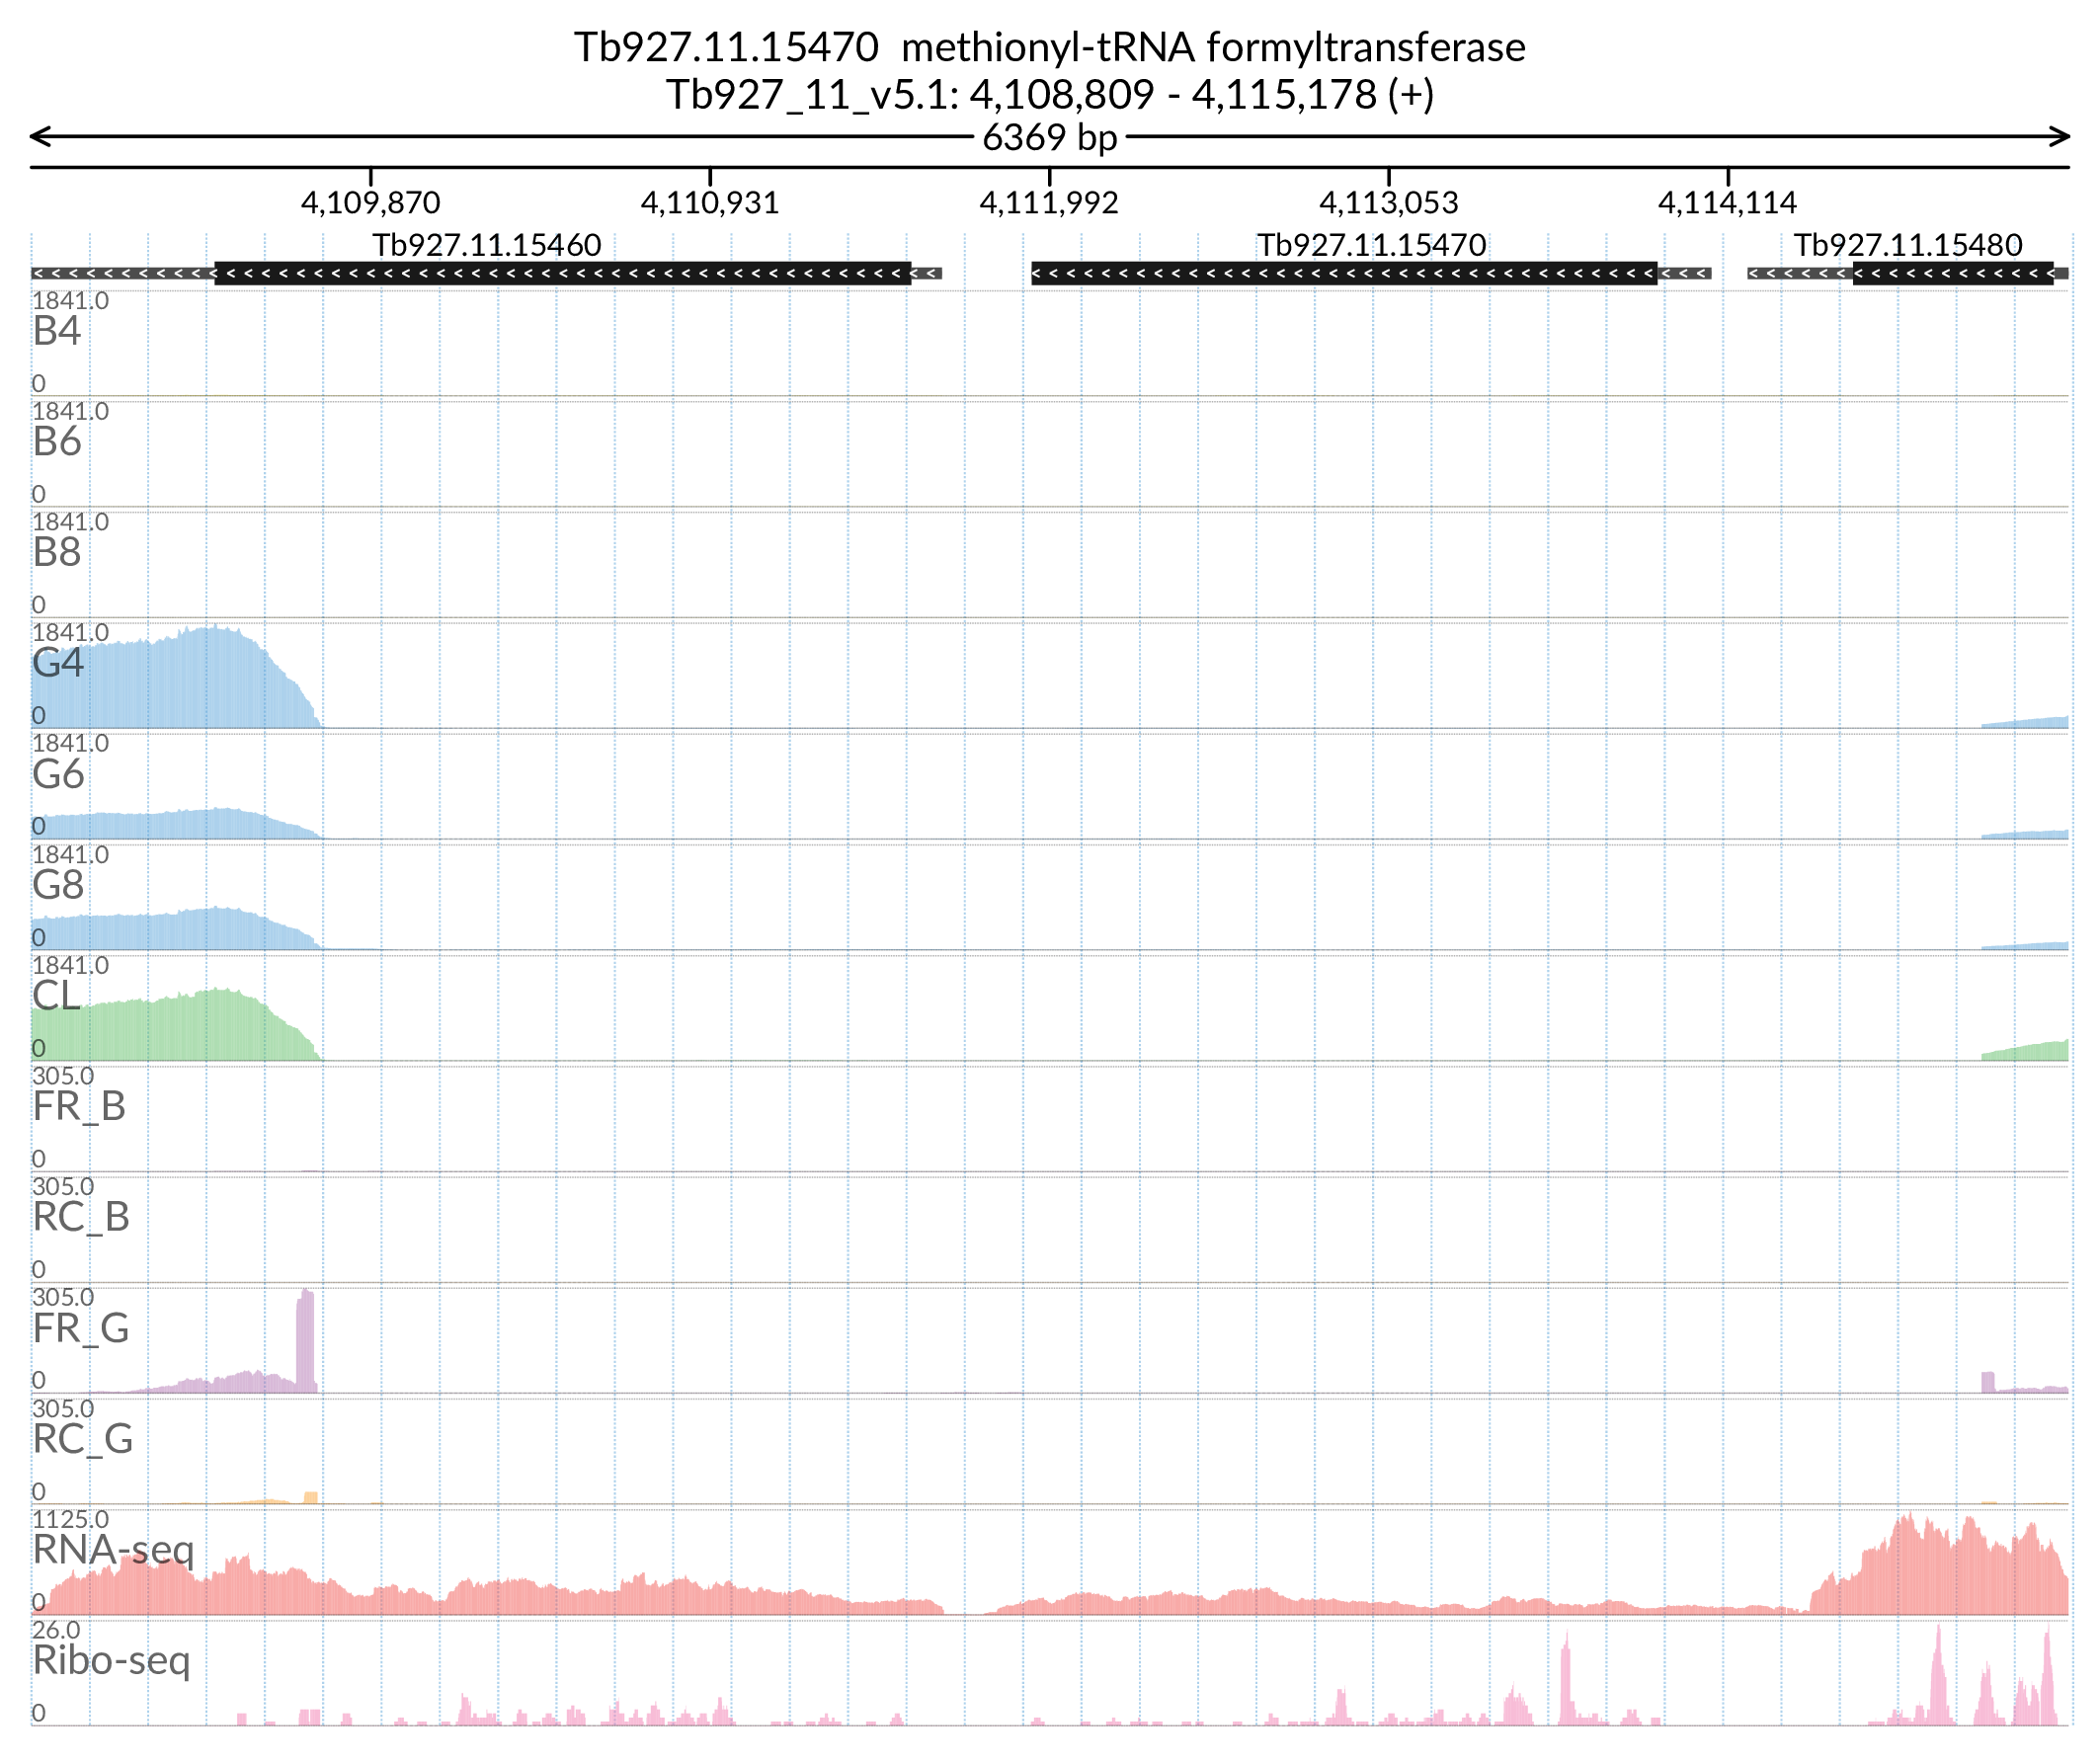 Tb927.11.15470 methionyl-tRNA formyltransferase
Tb927_11_v5.1: 4,108,809 - 4,115,178 (+)
6369 bp
4,109,870 4,110,931 4,111,992 4,113,053 4,114,114
Tb927.11.15460 Tb927.11.15470 Tb927.11.15480
1841.0
B4
0
1841.0
B6
0
1841.0
B8
0
1841.0
G4
0
1841.0
G6
0
1841.0
G8
0
1841.0
CL
0
305.0
FR_B
0
305.0
RC_B
0
305.0
FR_G
0
305.0
RC_G
0
1125.0
RNA-seq
0
26.0
Ribo-seq
0